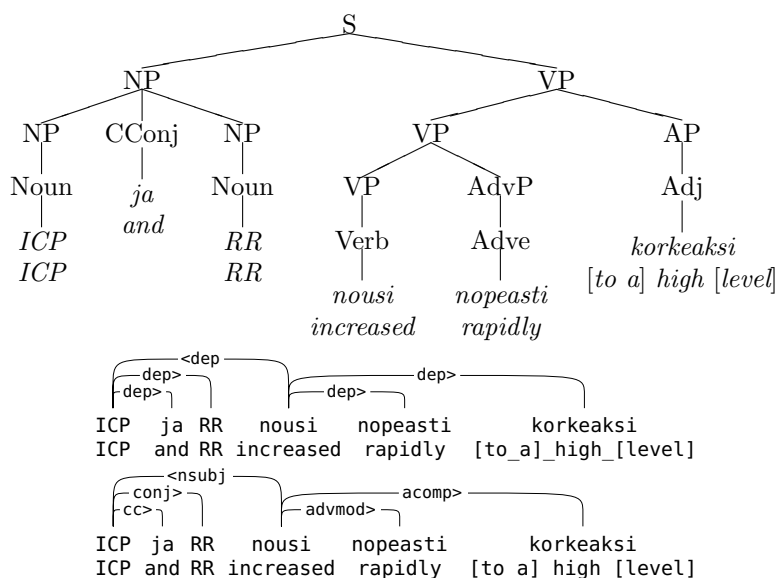 S
NP VP
NP CConj NP VP AP
Noun ja and Noun VP AdvP Adj
ICP ICP RR RR Verb Adve korkeaksi
[to a] high [level]
nousi nopeasti
increased rapidly
<dep
dep> dep>
dep> dep>
ICP ja RR nousi nopeasti korkeaksi
ICP and RR increased rapidly [to_a]_high_[level]
<nsubj
conj> acomp>
cc> advmod>
ICP ja RR nousi nopeasti korkeaksi
ICP and RR increased rapidly [to a] high [level]